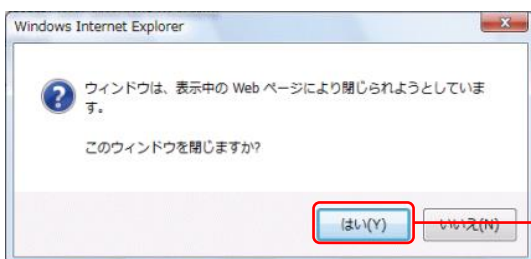 Windows Internet Explorer
ウィンドウは、表示中の Web ページにより閉じられようとしていま
す。
このウィンドウを閉じますか?
はい(Y)
いいえ(N)